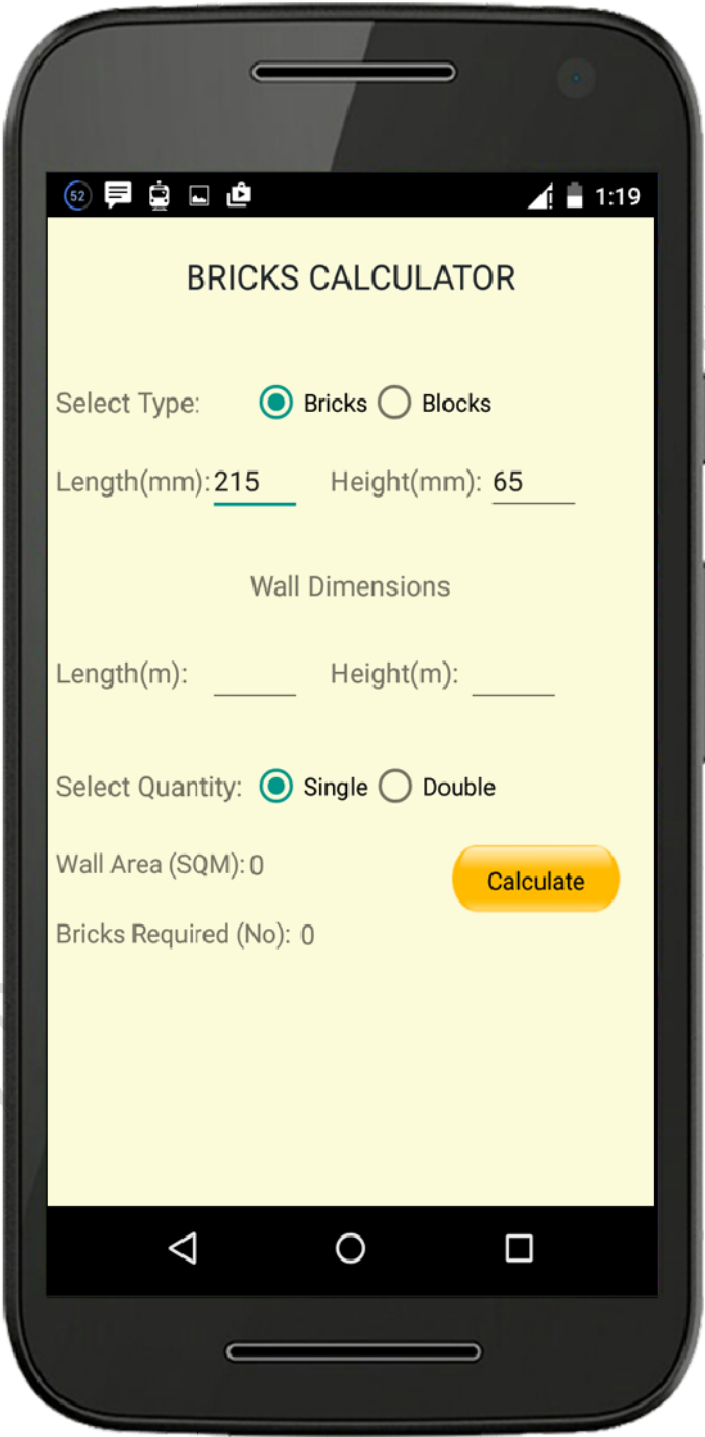 52 1:19
BRICKS CALCULATOR
Select Type: Bricks Blocks
Length(mm): 215 Height(mm): 65
Wall Dimensions
Length(m): Height(m):
Select Quantity: Single Double
Wall Area (SQM): 0
Calculate
Bricks Required (No): 0